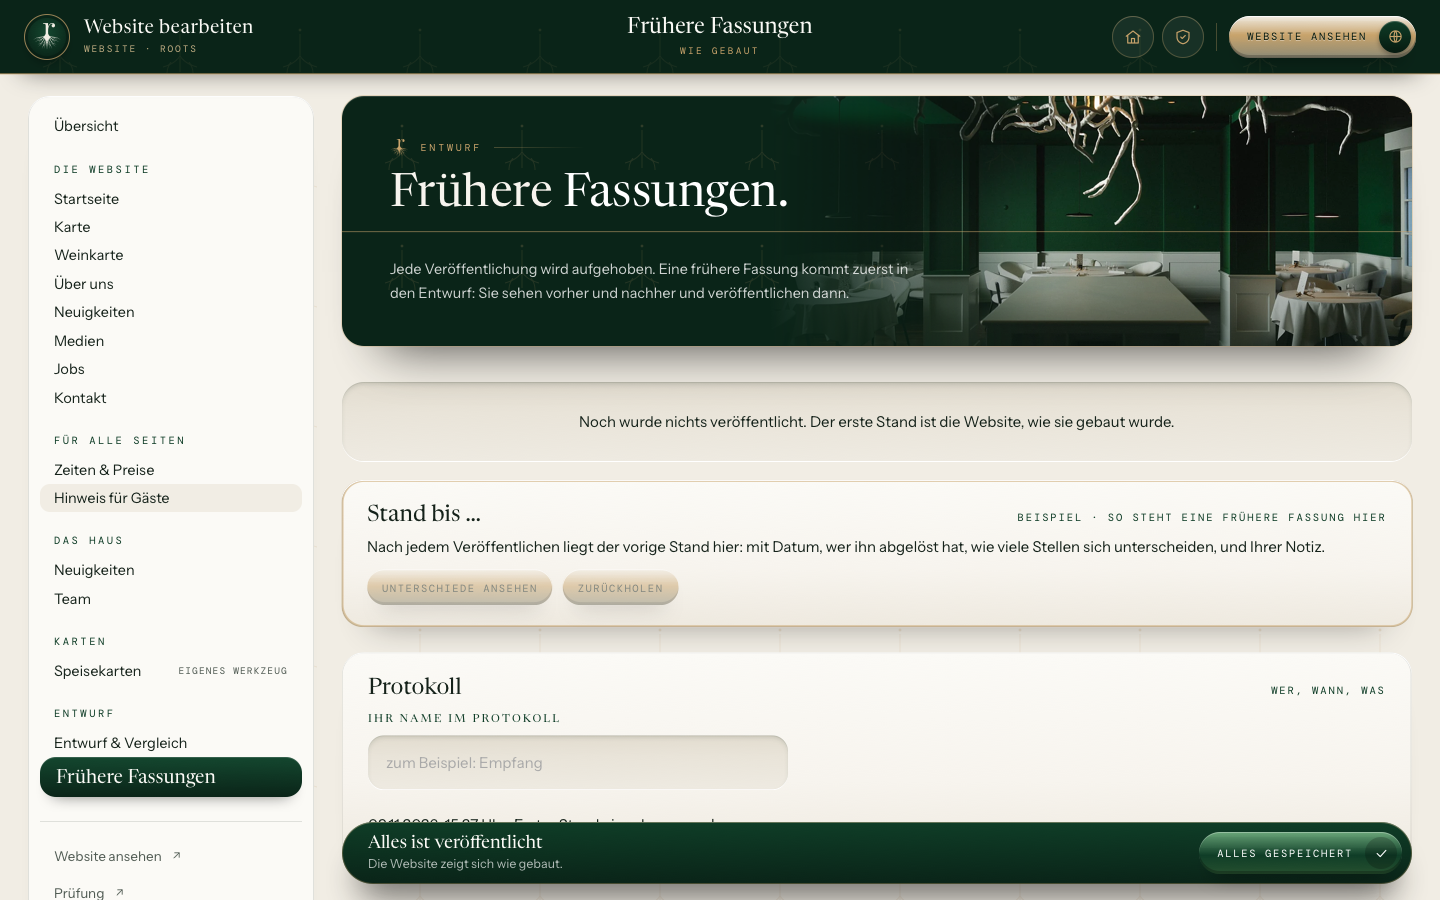 Website bearbeiten
WEBSITE · ROOTS
Frühere Fassungen
WIE GEBAUT
WEBSITE ANSEHEN
Übersicht
DIE WEBSITE
Startseite
Karte
Weinkarte
Über uns
Neuigkeiten
Medien
Jobs
Kontakt
FÜR ALLE SEITEN
Zeiten & Preise
Hinweis für Gäste
DAS HAUS
Neuigkeiten
Team
KARTEN
Speisekarten EIGENES WERKZEUG
ENTWURF
Entwurf & Vergleich
Frühere Fassungen
Website ansehen
Prüfung
ENTWURF
Frühere Fassungen.
Jede Veröffentlichung wird aufgehoben. Eine frühere Fassung kommt zuerst in
den Entwurf: Sie sehen vorher und nachher und veröffentlichen dann.
Noch wurde nichts veröffentlicht. Der erste Stand ist die Website, wie sie gebaut wurde.
Stand bis ...
BEISPIEL · SO STEHT EINE FRÜHERE FASSUNG HIER
Nach jedem Veröffentlichen liegt der vorige Stand hier: mit Datum, wer ihn abgelöst hat, wie viele Stellen sich unterscheiden, und Ihrer Notiz.
UNTERSCHIEDE ANSEHEN
ZURÜCKHOLEN
Protokoll
WER, WANN, WAS
IHR NAME IM PROTOKOLL
zum Beispiel: Empfang
Alles ist veröffentlicht
Die Website zeigt sich wie gebaut.
ALLES GESPEICHERT